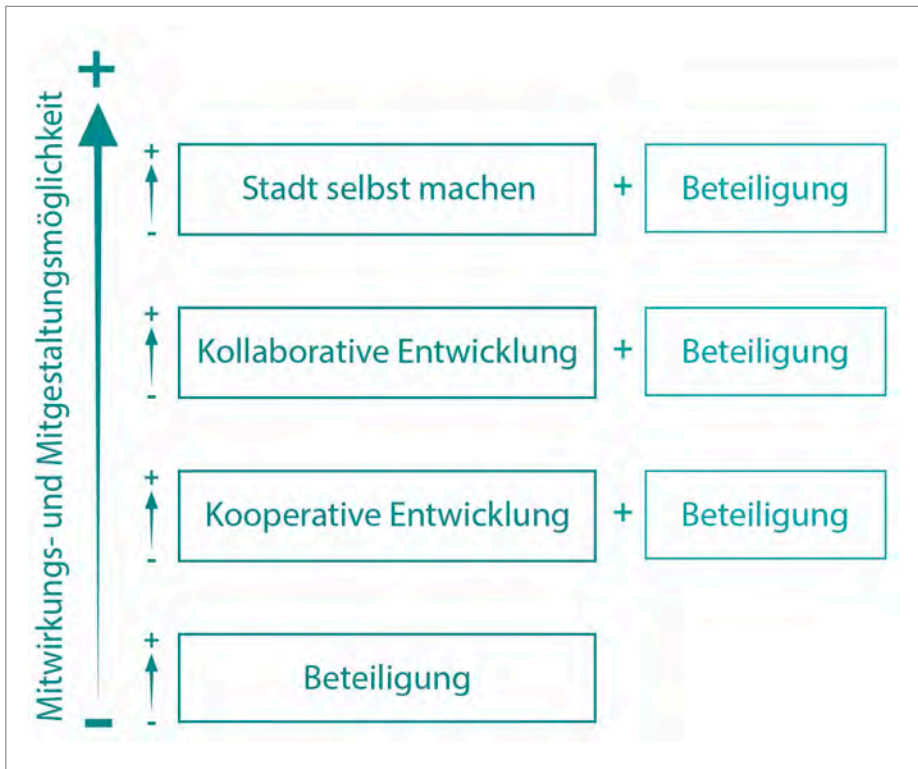 +
Mitwirkungs- und Mitgestaltungsmöglichkeit
+
-
Stadt selbst machen + Beteiligung
+
-
Kollaborative Entwicklung + Beteiligung
+
-
Kooperative Entwicklung + Beteiligung
+
-
Beteiligung
-